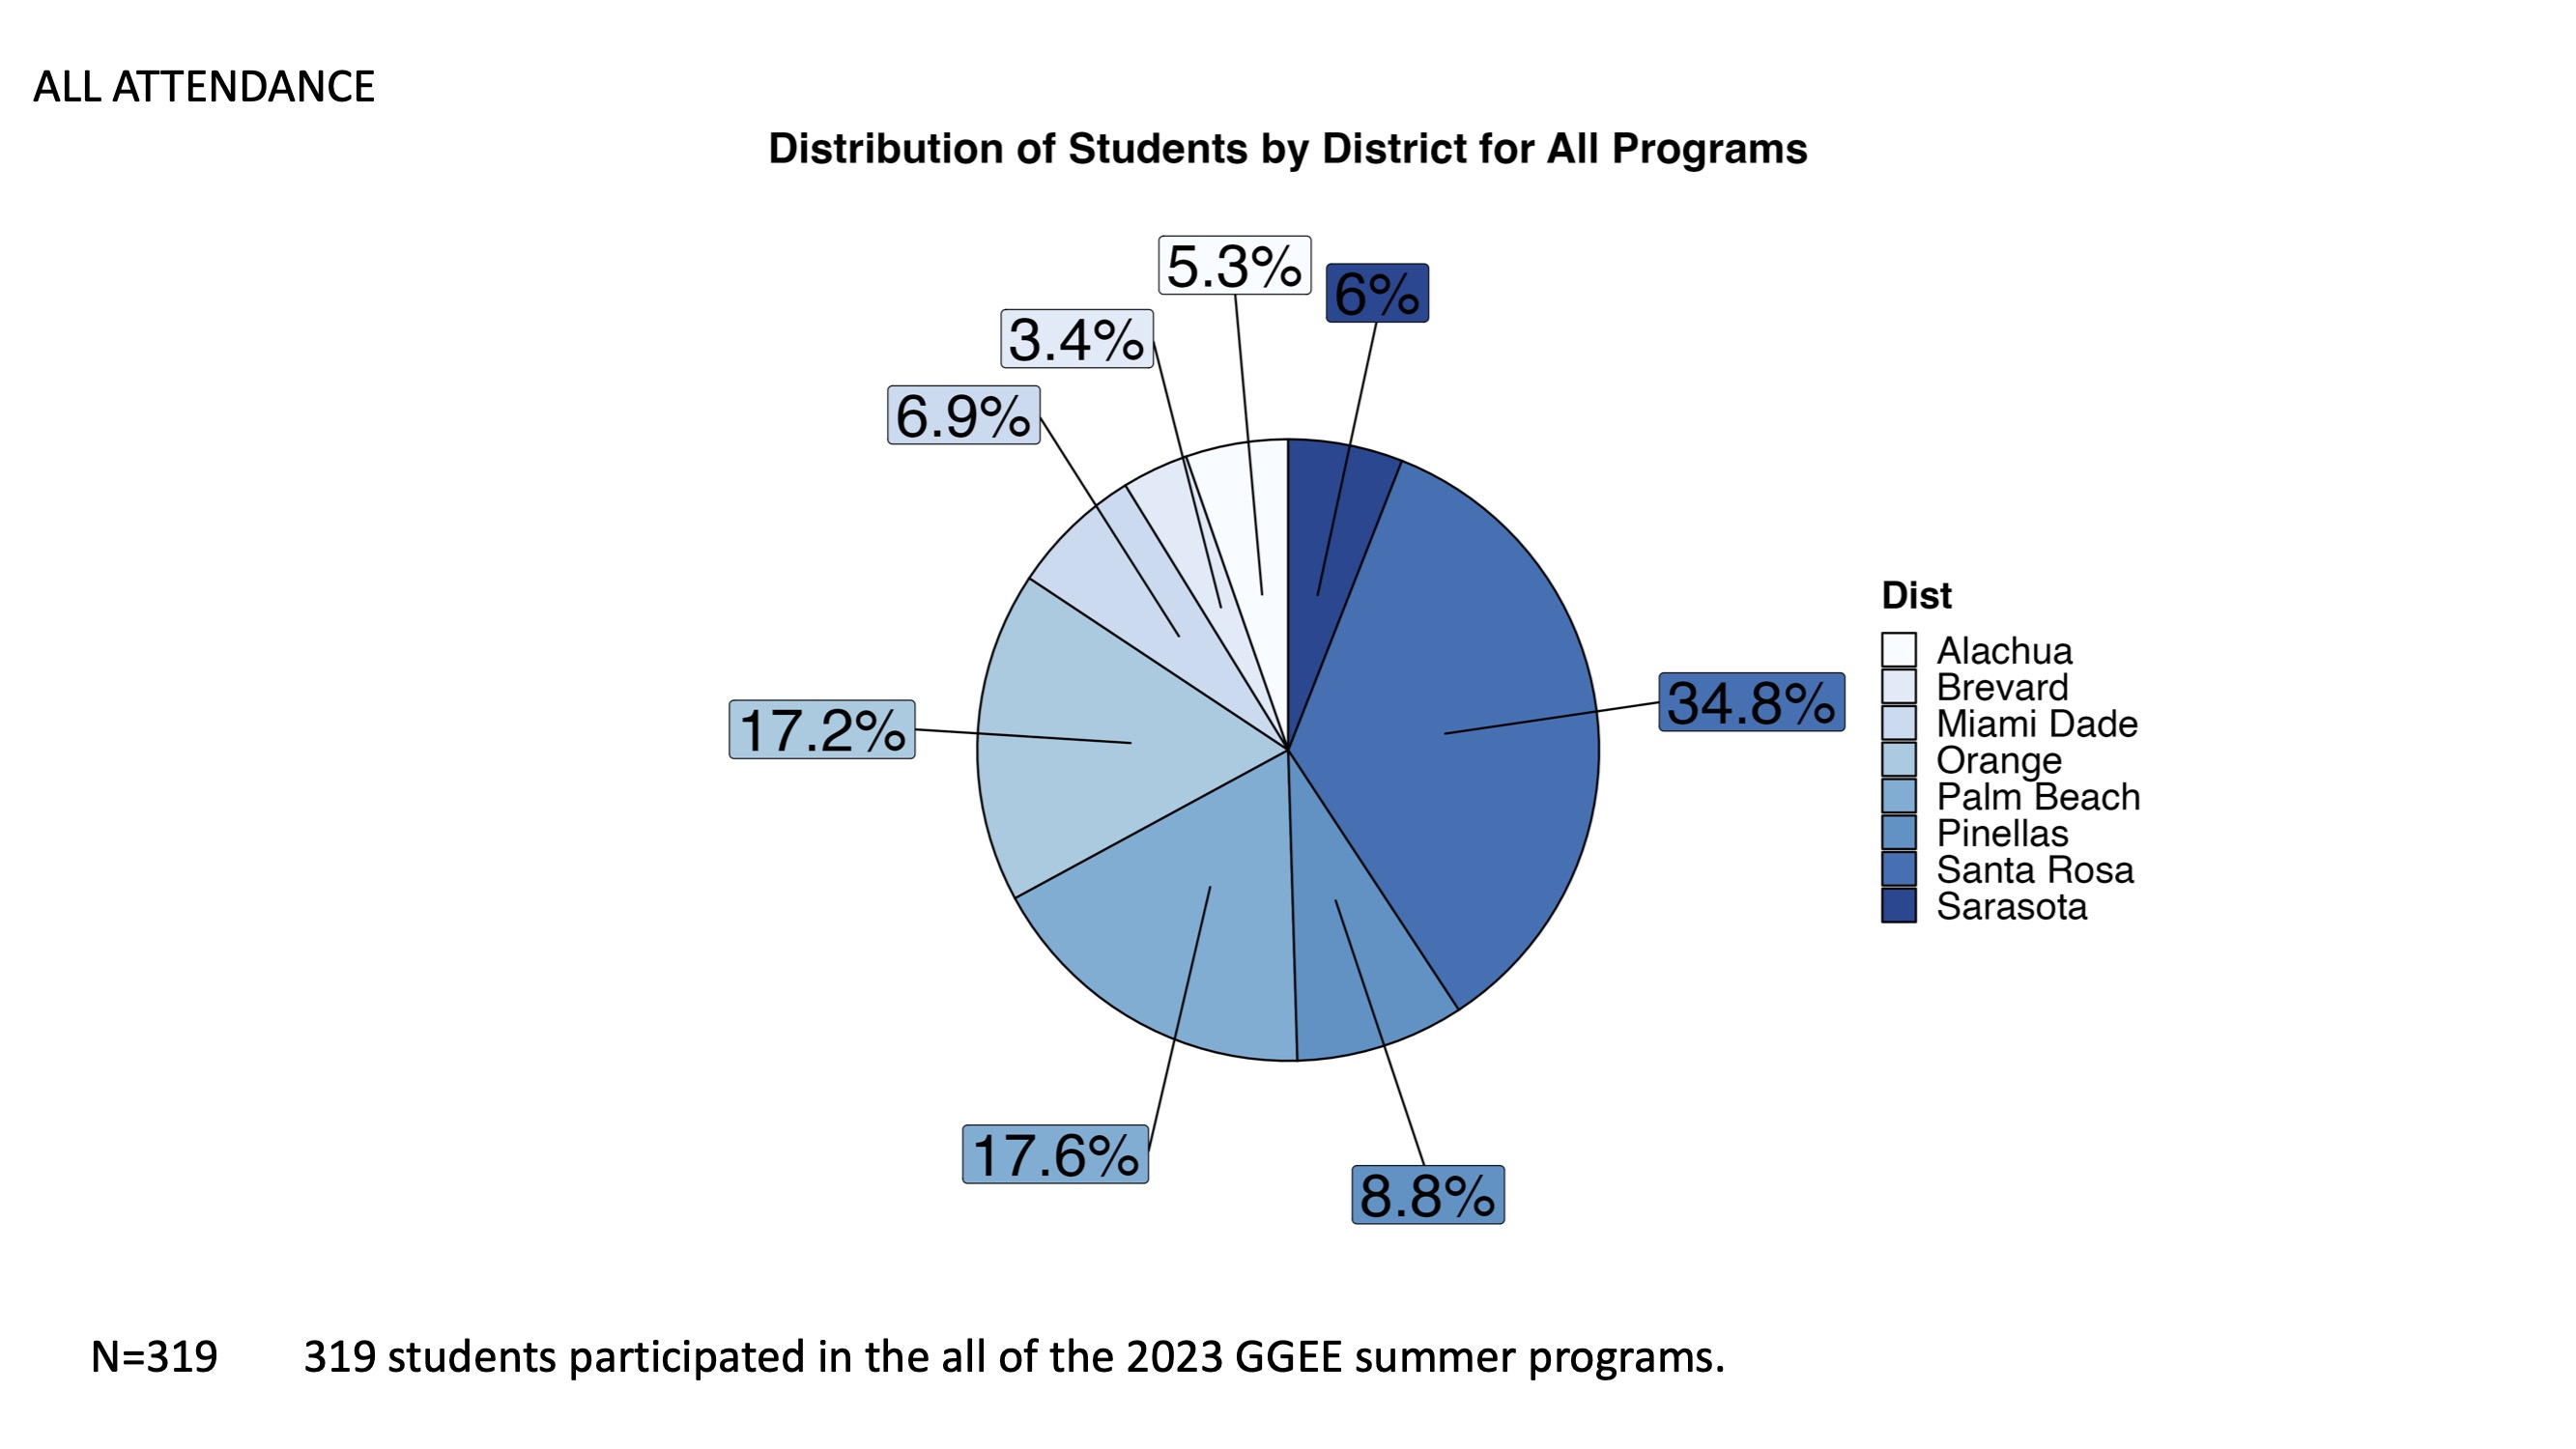 ALL ATTENDANCE
Distribution of Students by District for All Programs
5.3%
6%
3.4%
6.9%
34.8%
17.2%
17.6%
8.8%
Dist
Alachua
Brevard
Miami Dade
Orange
Palm Beach
Pinellas
Santa Rosa
Sarasota
N=319 319 students participated in the all of the 2023 GGEE summer programs.